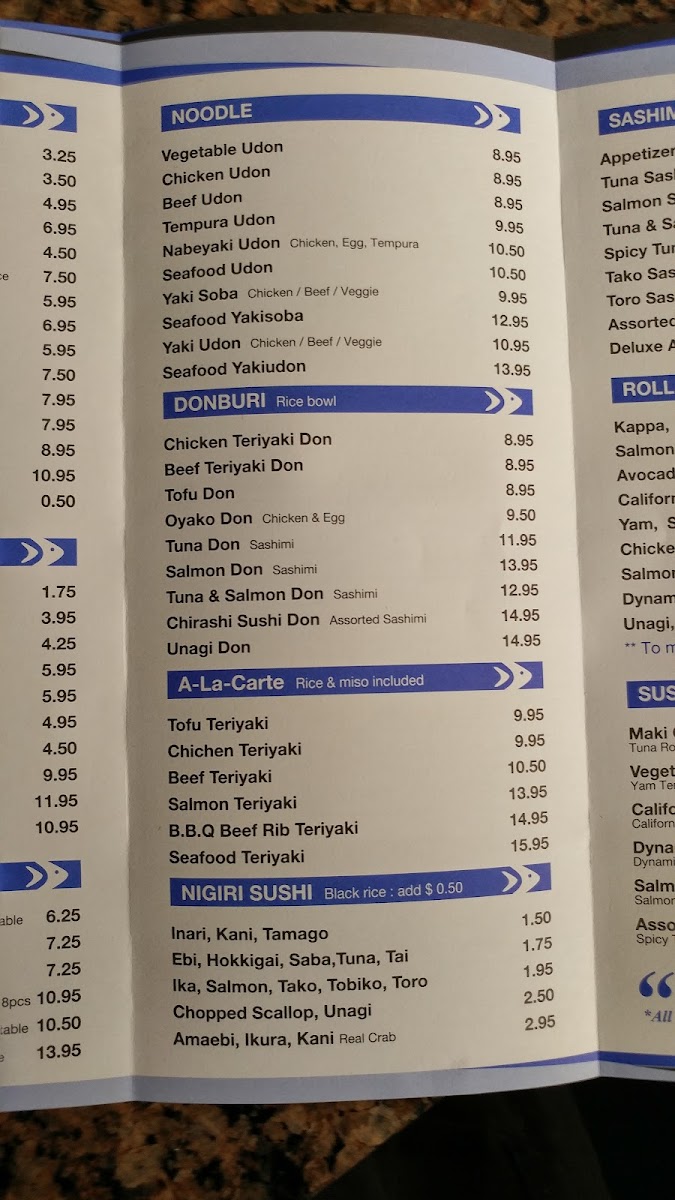 3.25
3.50
4.95
6.95
4.50
7.50
5.95
6.95
5.95
7.50
7.95
7.95
8.95
10.95
0.50
1.75
3.95
4.25
5.95
5.95
4.95
4.50
9.95
11.95
10.95
6.25
7.25
7.25
8pcs 10.95
10.50
13.95
NOODLE
Vegetable Udon 8.95
Chicken Udon 8.95
Beef Udon 8.95
Tempura Udon 9.95
Nabeyaki Udon Chicken, Egg, Tempura 10.50
Seafood Udon 10.50
Yaki Soba Chicken / Beef / Veggie 9.95
Seafood Yakisoba 12.95
Yaki Udon Chicken / Beef / Veggie 10.95
Seafood Yakiudon 13.95
DONBURI Rice bowl
Chicken Teriyaki Don 8.95
Beef Teriyaki Don 8.95
Tofu Don 8.95
Oyako Don Chicken & Egg 9.50
Tuna Don Sashimi 11.95
Salmon Don Sashimi 13.95
Tuna & Salmon Don Sashimi 12.95
Chirashi Sushi Don Assorted Sashimi 14.95
Unagi Don 14.95
A-La-Carte Rice & miso included
Tofu Teriyaki 9.95
Chichen Teriyaki 9.95
Beef Teriyaki 10.50
Salmon Teriyaki 13.95
B.B.Q Beef Rib Teriyaki 14.95
Seafood Teriyaki 15.95
NIGIRI SUSHI Black rice : add $ 0.50
Inari, Kani, Tamago 1.50
Ebi, Hokkigai, Saba,Tuna, Tai 1.75
Ika, Salmon, Tako, Tobiko, Toro 1.95
Chopped Scallop, Unagi 2.50
Amaebi, Ikura, Kani Real Crab 2.95
SASHIM
Appetizer
Tuna Sas
Salmon S
Tuna & Sa
Spicy Tu
Tako Sas
Toro Sas
Assorted
Deluxe A
ROLL
Kappa,
Salmon
Avocad
Califor
Yam, S
Chicke
Salmo
Dynam
Unagi,
** To m
SUS
Maki
Tuna Ro
Veget
Yam Te
Califo
Californ
Dyna
Dynami
Salm
Salmon
Asso
Spicy
“
*All